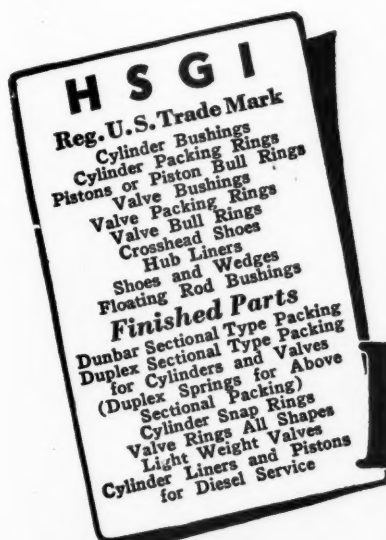 HSGI
Reg. U.S. Trade Mark
Cylinder Bushings
Cylinder Packing Rings
Pistons or Piston Bull Rings
Valve Bushings
Valve Packing Rings
Valve Bull Rings
Crosshead Shoes
Hub Liners
Shoes and Wedges
Floating Rod Bushings
Finished Parts
Dunbar Sectional Type Packing
Duplex Sectional Type Packing
for Cylinders and Valves
(Duplex Springs for Above
Sectional Packing)
Cylinder Snap Rings
Valve Rings All Shapes
Light Weight Valves
Cylinder Liners and Pistons
for Diesel Service